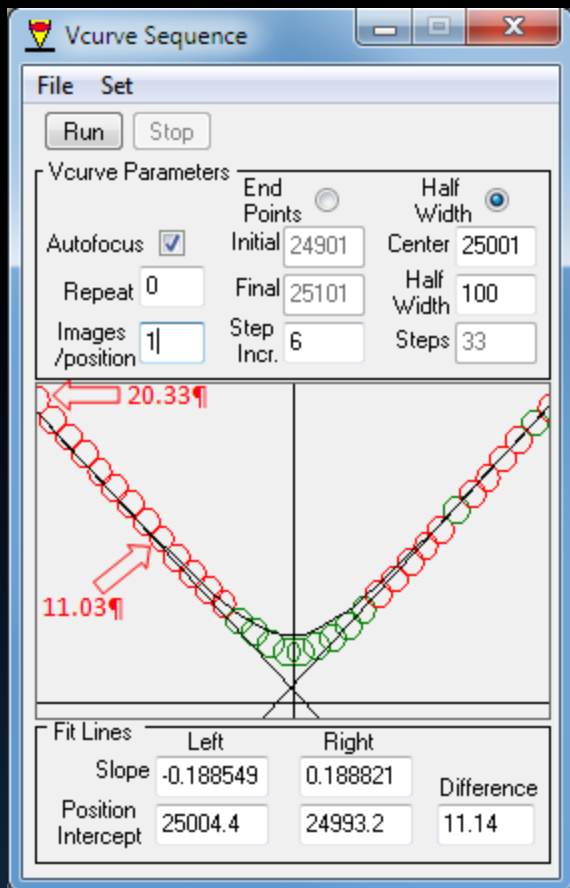 Vcurve Sequence
File Set
Run Stop
Vcurve Parameters
End Points Half Width
Autofocus Initial 24901 Center 25001
Repeat 0 Final 25101 Half Width 100
Images /position 1 Step Incr. 6 Steps 33
20.33¶
11.03¶
Fit Lines
Left Right
Slope -0.188549 0.188821 Difference
Position Intercept 25004.4 24993.2 11.14